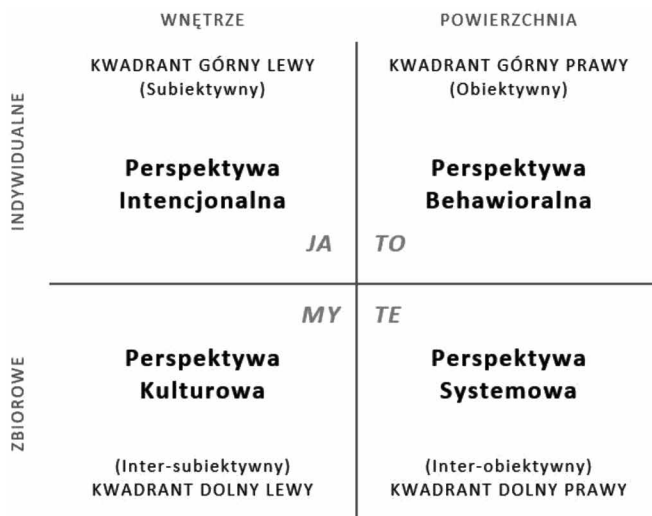 WNĘTRZE
POWIERZCHNIA
INDYWIDUALNE
KWADRANT GÓRNY LEWY
(Subiektywny)
Perspektywa
Intencjonalna
JA
KWADRANT GÓRNY PRAWY
(Obiektywny)
Perspektywa
Behawioralna
TO
ZBIOROWE
MY
Perspektywa
Kulturowa
(Inter-subiektywny)
KWADRANT DOLNY LEWY
TE
Perspektywa
Systemowa
(Inter-obiektywny)
KWADRANT DOLNY PRAWY